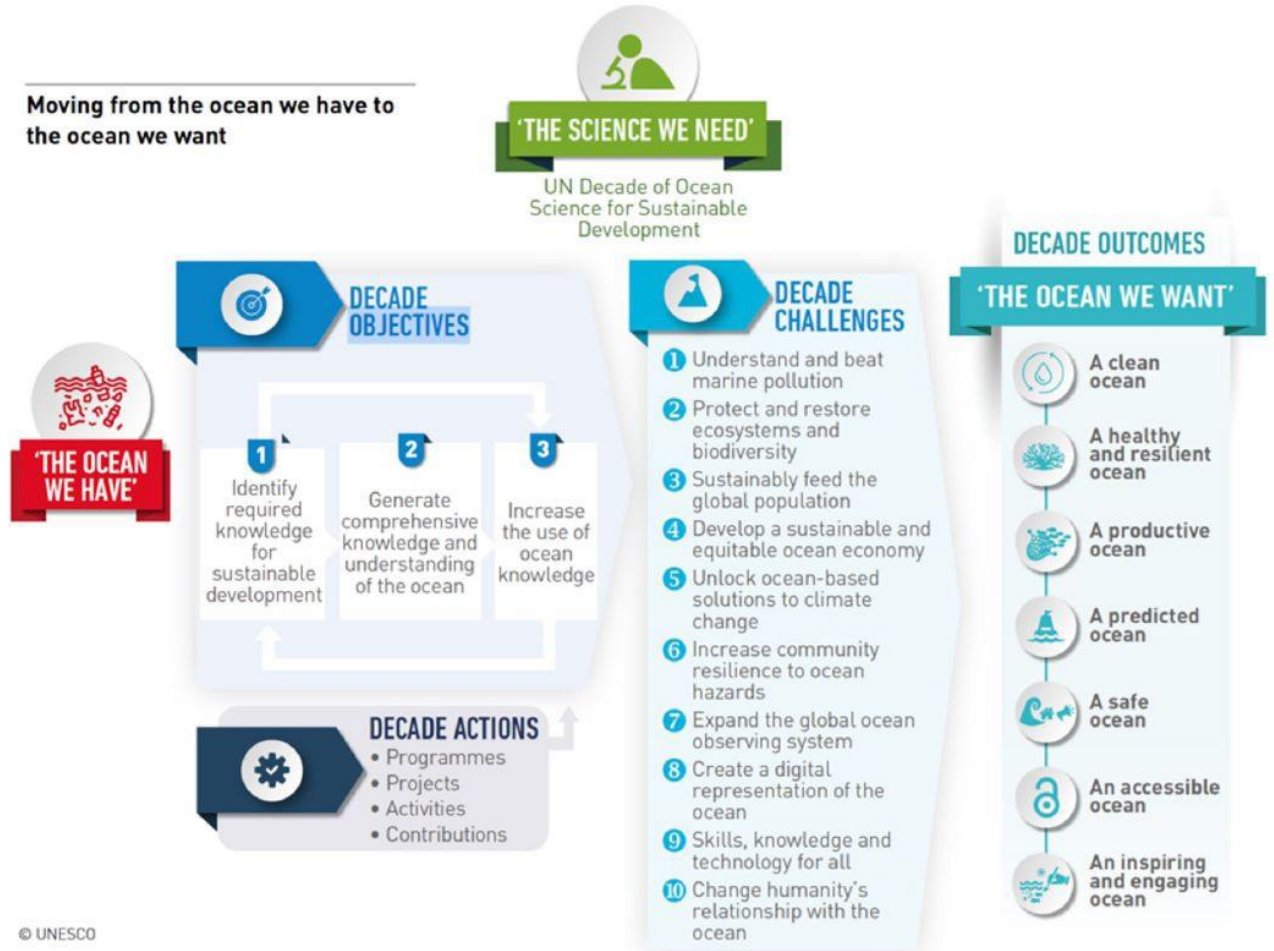 Moving from the ocean we have to
the ocean we want
'THE SCIENCE WE NEED'
UN Decade of Ocean
Science for Sustainable
Development
'THE OCEAN
WE HAVE'
DECADE
OBJECTIVES
1
Identify
required
knowledge
for
sustainable
development
2
Generate
comprehensive
knowledge and
understanding
of the ocean
3
Increase
the use of
ocean
knowledge
DECADE ACTIONS
• Programmes
• Projects
• Activities
• Contributions
DECADE
CHALLENGES
1 Understand and beat
marine pollution
2 Protect and restore
ecosystems and
biodiversity
3 Sustainably feed the
global population
4 Develop a sustainable and
equitable ocean economy
5 Unlock ocean-based
solutions to climate
change
6 Increase community
resilience to ocean
hazards
7 Expand the global ocean
observing system
8 Create a digital
representation of the
ocean
9 Skills, knowledge and
technology for all
10 Change humanity's
relationship with the
ocean
DECADE OUTCOMES
'THE OCEAN WE WANT'
A clean
ocean
A healthy
and resilient
ocean
A productive
ocean
A predicted
ocean
A safe
ocean
An accessible
ocean
An inspiring
and engaging
ocean
© UNESCO